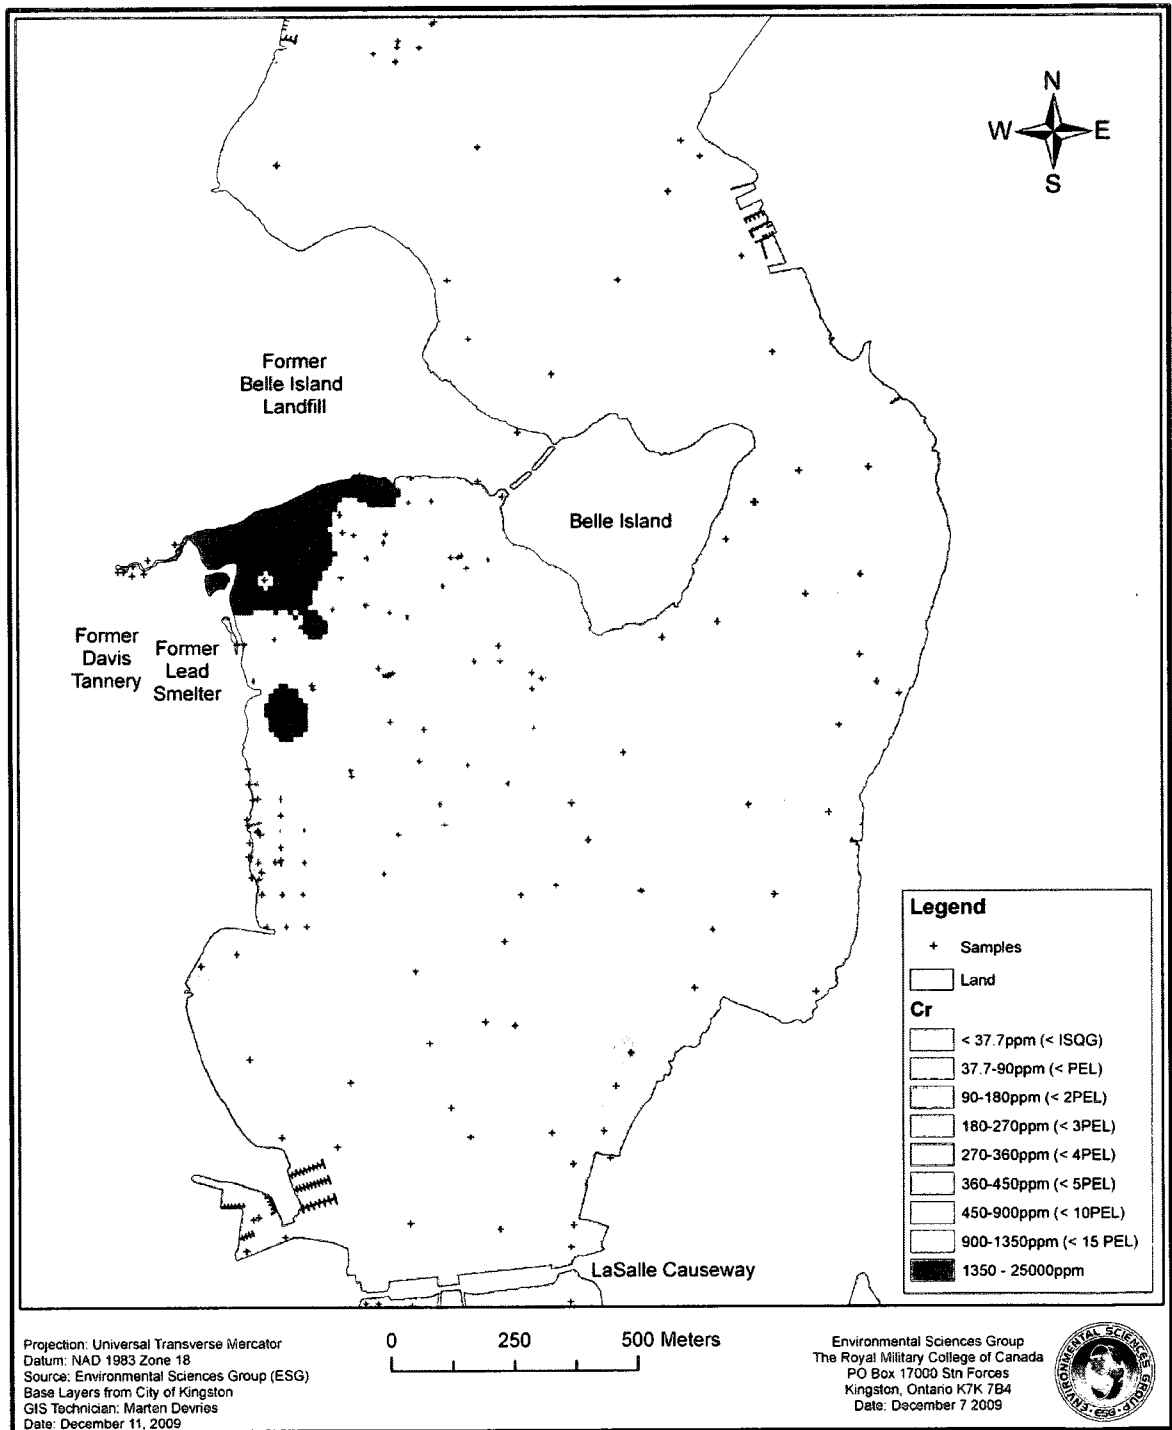 N
W E
S
Former
Belle Island
Landfill
Belle Island
Former
Davis
Tannery
Former
Lead
Smelter
LaSalle Causeway
Legend
Samples
Land
Cr
< 37.7ppm (< ISQG)
37.7-90ppm (< PEL)
90-180ppm (< 2PEL)
180-270ppm (< 3PEL)
270-360ppm (< 4PEL)
360-450ppm (< 5PEL)
450-900ppm (< 10PEL)
900-1350ppm (< 15 PEL)
1350 - 25000ppm
Projection: Universal Transverse Mercator
Datum: NAD 1983 Zone 18
Source: Environmental Sciences Group (ESG)
Base Layers from City of Kingston
GIS Technician: Marten Devries
Date: December 11, 2009
0 250 500 Meters
Environmental Sciences Group
The Royal Military College of Canada
PO Box 17000 Stn Forces
Kingston, Ontario K7K 7B4
Date: December 7 2009
ENVIRONMENTAL SCIENCES GROUP
ESG